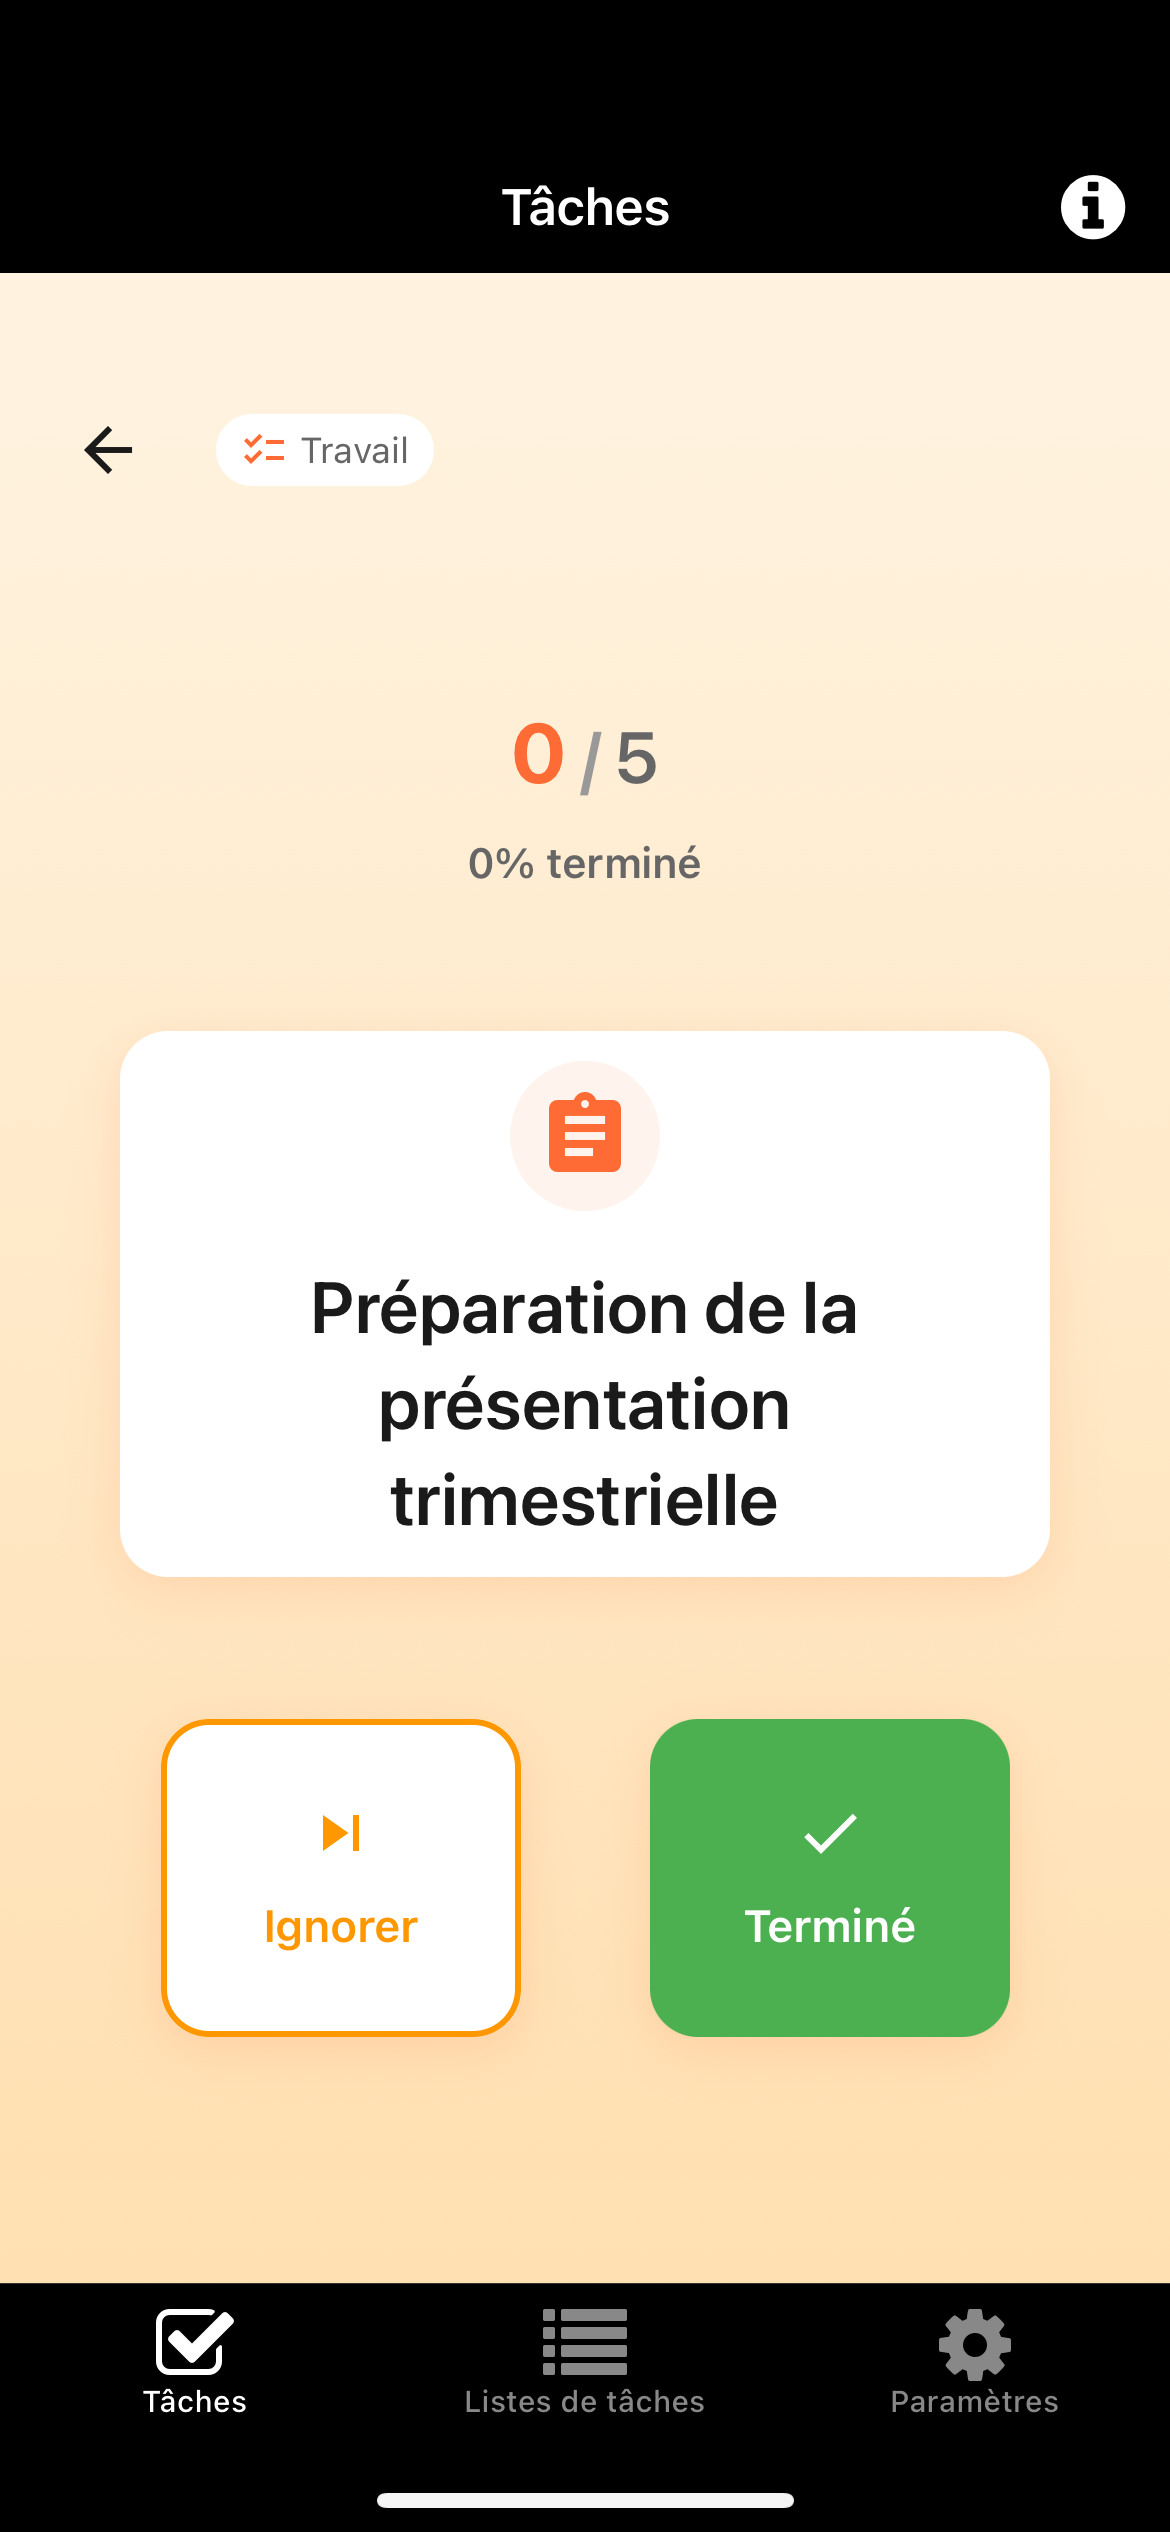 Tâches
Travail
0 / 5
0% terminé
Préparation de la
présentation
trimestrielle
Ignorer
Terminé
Tâches
Listes de tâches
Paramètres